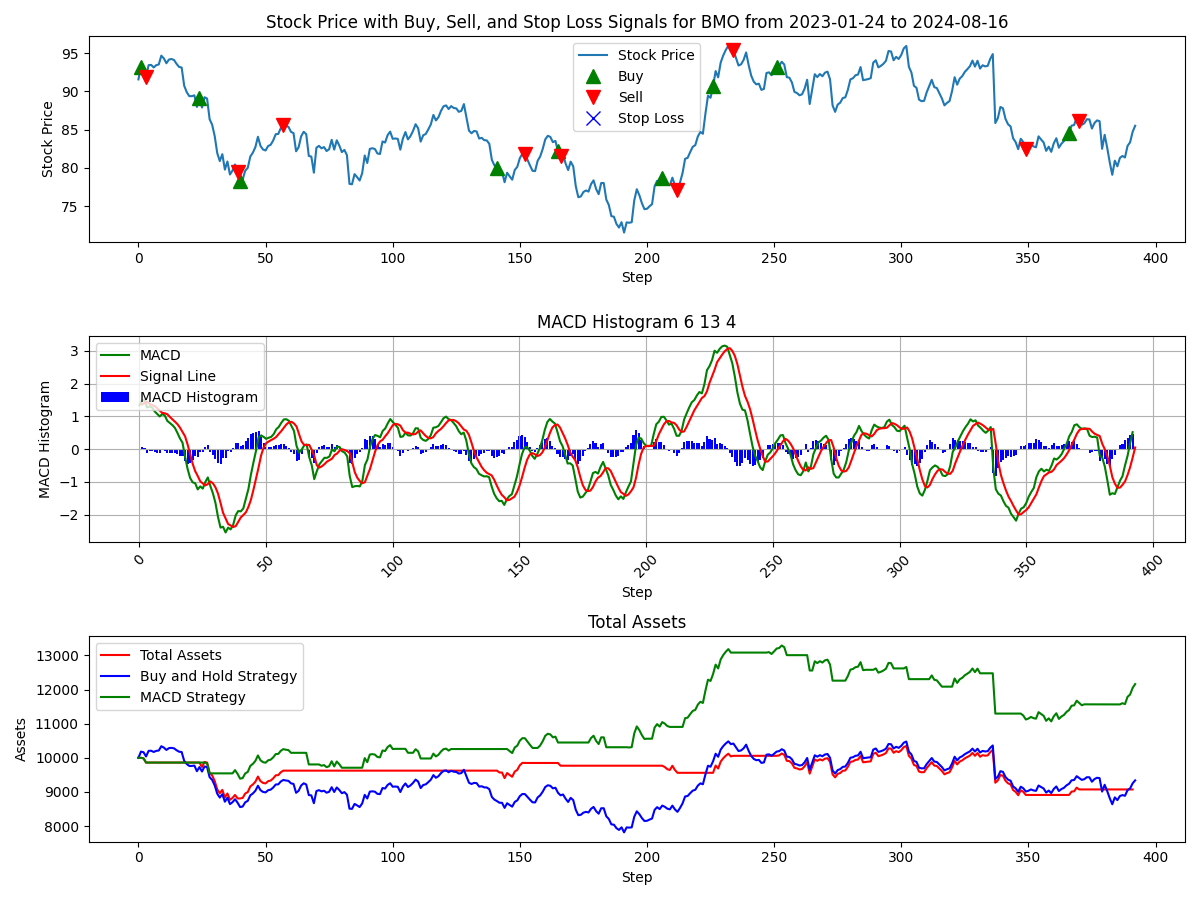 Stock Price with Buy, Sell, and Stop Loss Signals for BMO from 2023-01-24 to 2024-08-16
Stock Price
95
90
85
80
75
Stock Price
Buy
Sell
Stop Loss
0 50 100 150 200 250 300 350 400
Step
MACD Histogram 6 13 4
MACD Histogram
3
2
1
0
−1
−2
MACD
Signal Line
MACD Histogram
0 50 100 150 200 250 300 350 400
Step
Total Assets
Assets
13000
12000
11000
10000
9000
8000
Total Assets
Buy and Hold Strategy
MACD Strategy
0 50 100 150 200 250 300 350 400
Step